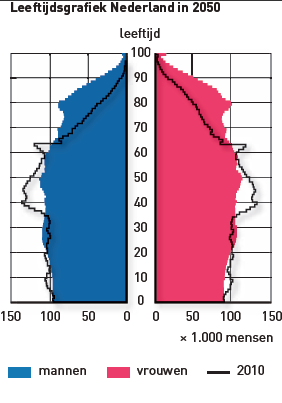 Leeftijdsgrafiek Nederland in 2050
leeftijd
100
90
80
70
60
50
40
30
20
10
0
150 100 50 0 0 50 100 150
× 1.000 mensen
mannen vrouwen 2010